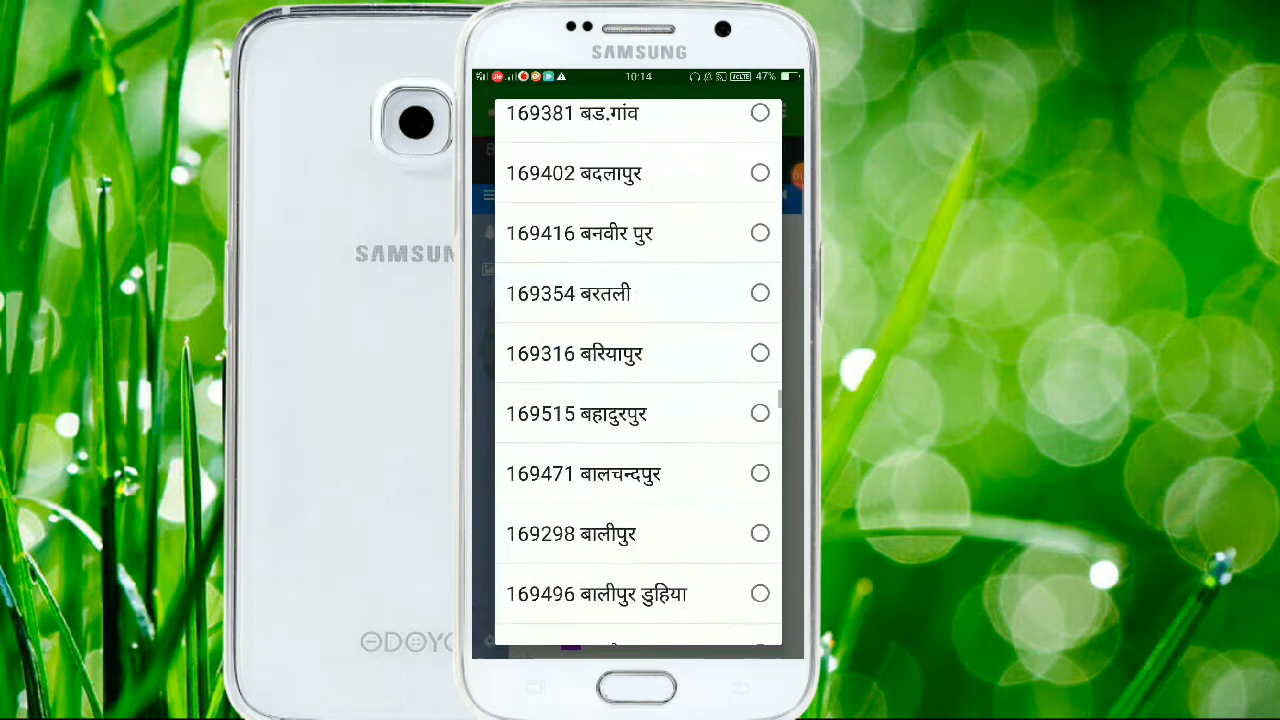 SAMSUNG
10:14
47%
169381 बड.गांव
169402 बदलापुर
169416 बनवीर पुर
169354 बरतली
169316 बरियापुर
169515 बहादुरपुर
169471 बालचन्दपुर
169298 बालीपुर
169496 बालीपुर डुहिया
SAMSUN